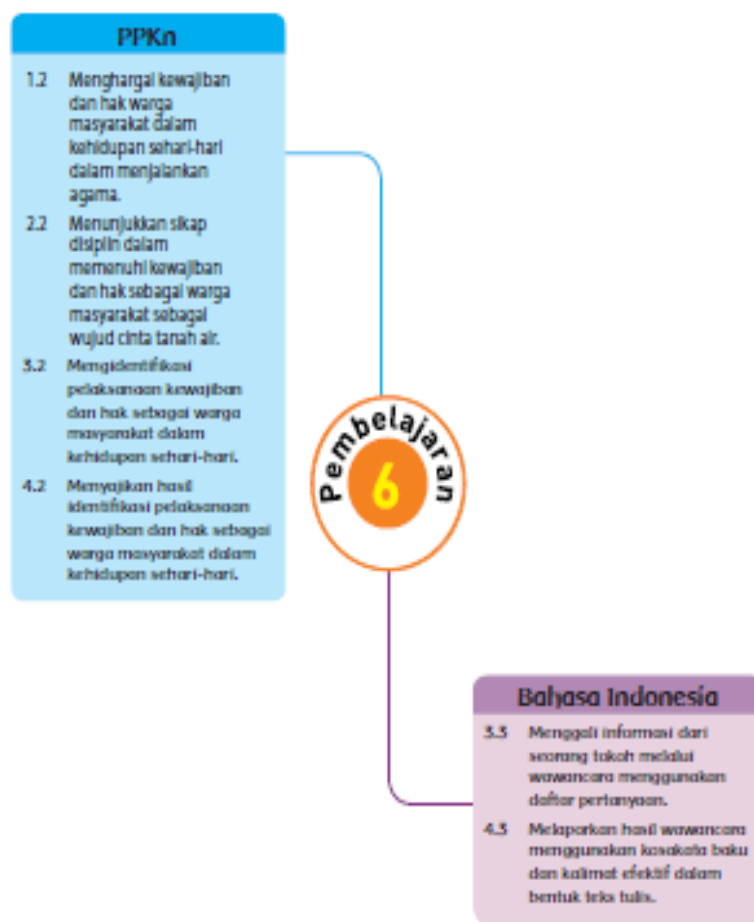 PPKn
1.2 Menghargai kewajiban
dan hak warga
masyarakat dalam
kehidupan sehari-hari
dalam menjalankan
agama.
2.2 Menunjukkan sikap
disiplin dalam
memenuhi kewajiban
dan hak sebagai warga
masyarakat sebagai
wujud cinta tanah air.
3.2 Mengidentifikasi
pelaksanaan kewajiban
dan hak sebagai warga
masyarakat dalam
kehidupan sehari-hari.
4.2 Menyajikan hasil
identifikasi pelaksanaan
kewajiban dan hak sebagai
warga masyarakat dalam
kehidupan sehari-hari.
Pembelajaran
6
Bahasa Indonesia
3.3 Menggali informasi dari
seorang tokoh melalui
wawancara menggunakan
daftar pertanyaan.
4.3 Melaporkan hasil wawancara
menggunakan kosakata baku
dan kalimat efektif dalam
bentuk teks tulis.